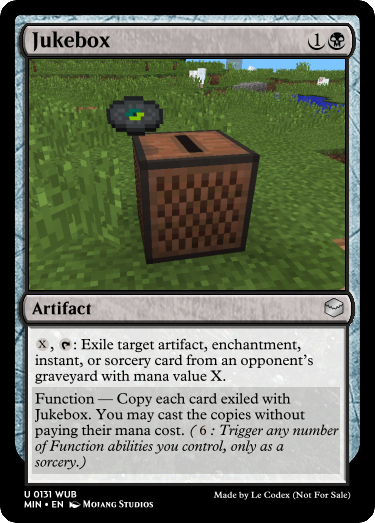 Jukebox 1
Artifact
X, : Exile target artifact, enchantment,
instant, or sorcery card from an opponent's
graveyard with mana value X.
Function — Copy each card exiled with
Jukebox. You may cast the copies without
paying their mana cost. ( 6 : Trigger any number
of Function abilities you control, only as a
sorcery.)
U 0131 WUB
MIN • EN Mojang Studios
Made by Le Codex (Not For Sale)